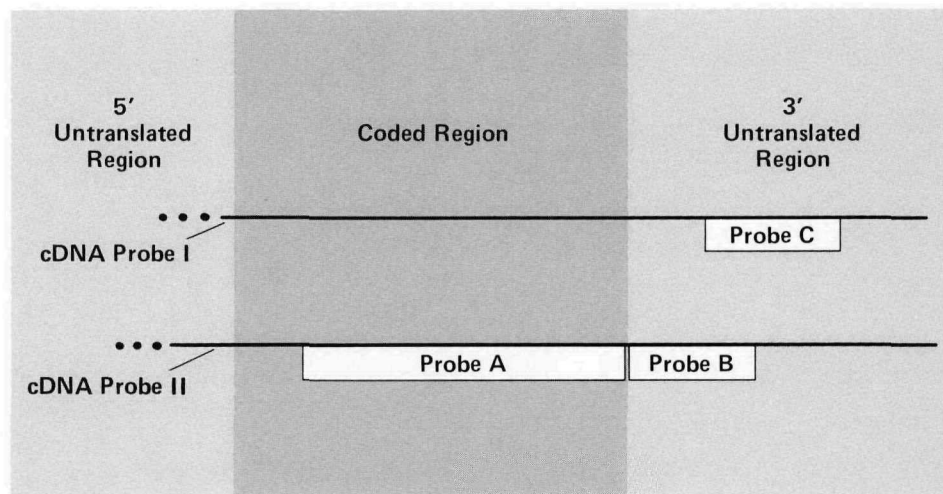 5′
Untranslated
Region
Coded Region
3′
Untranslated
Region
cDNA Probe I
Probe C
cDNA Probe II
Probe A
Probe B